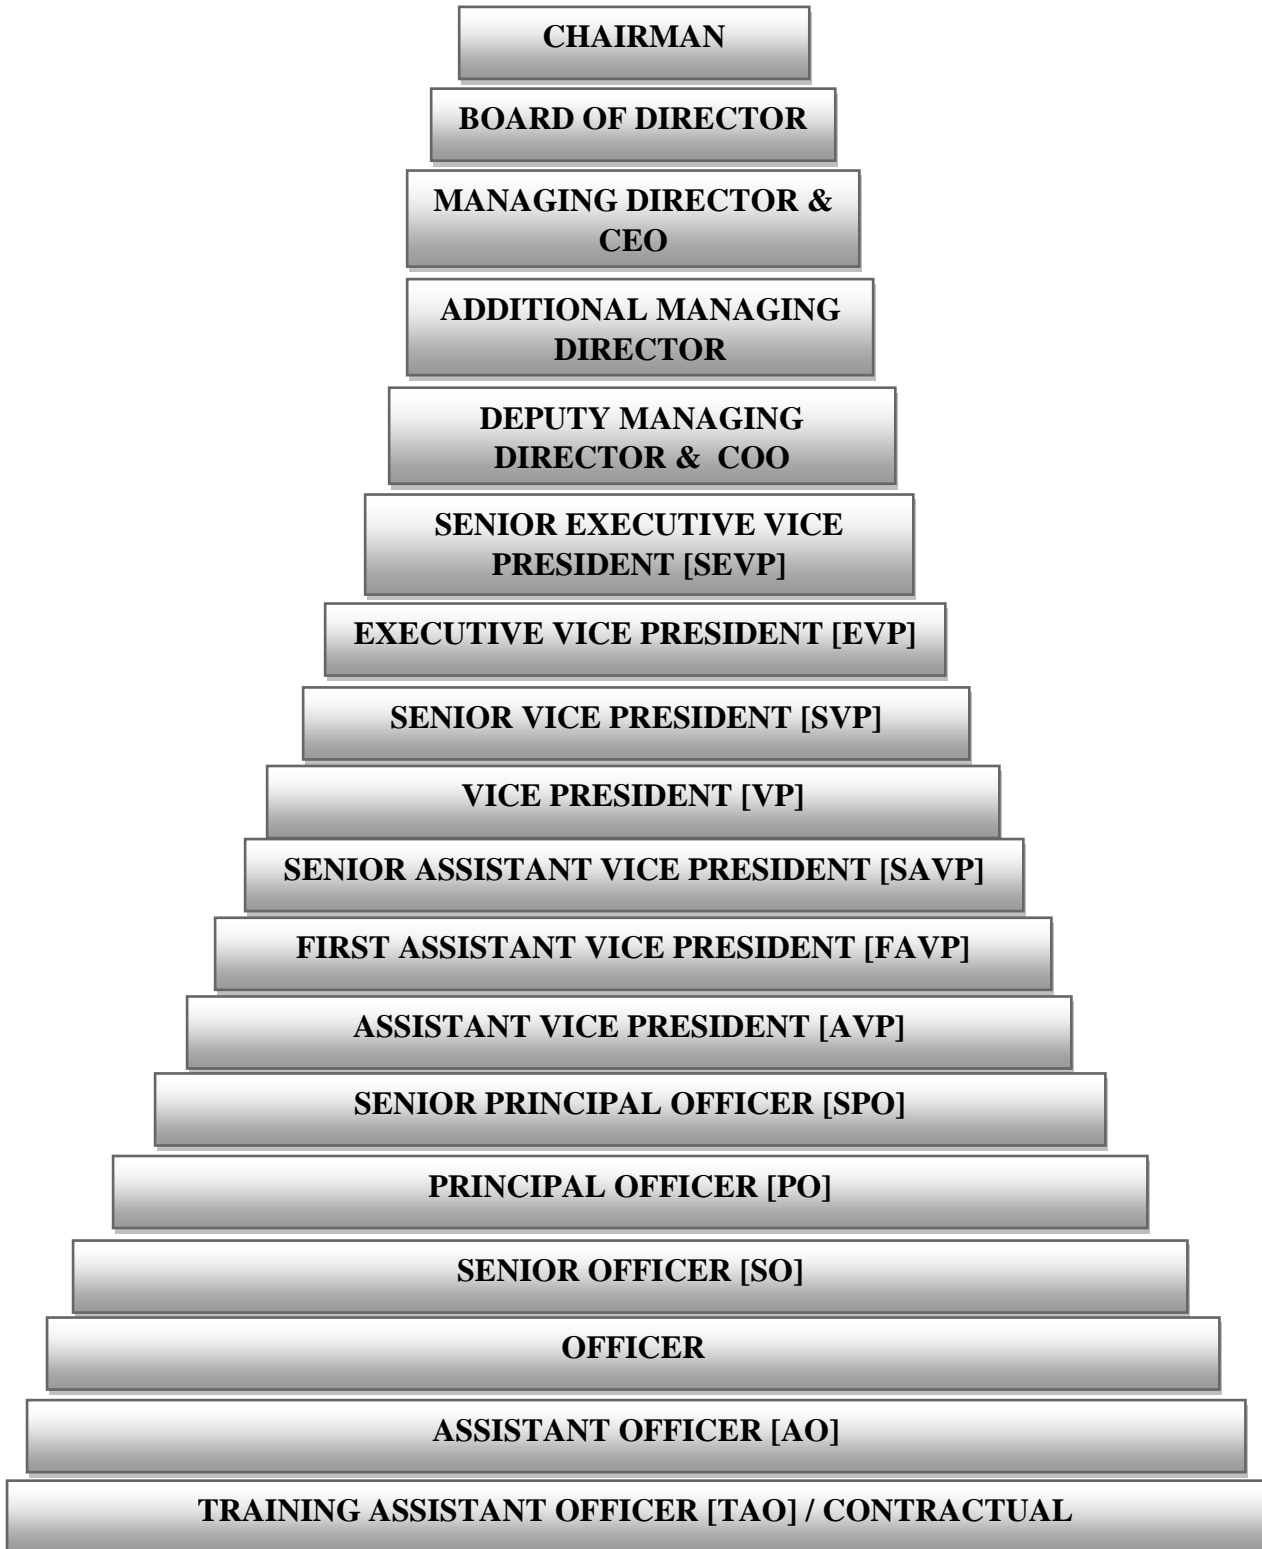 CHAIRMAN
BOARD OF DIRECTOR
MANAGING DIRECTOR &
CEO
ADDITIONAL MANAGING
DIRECTOR
DEPUTY MANAGING
DIRECTOR & COO
SENIOR EXECUTIVE VICE
PRESIDENT [SEVP]
EXECUTIVE VICE PRESIDENT [EVP]
SENIOR VICE PRESIDENT [SVP]
VICE PRESIDENT [VP]
SENIOR ASSISTANT VICE PRESIDENT [SAVP]
FIRST ASSISTANT VICE PRESIDENT [FAVP]
ASSISTANT VICE PRESIDENT [AVP]
SENIOR PRINCIPAL OFFICER [SPO]
PRINCIPAL OFFICER [PO]
SENIOR OFFICER [SO]
OFFICER
ASSISTANT OFFICER [AO]
TRAINING ASSISTANT OFFICER [TAO] / CONTRACTUAL